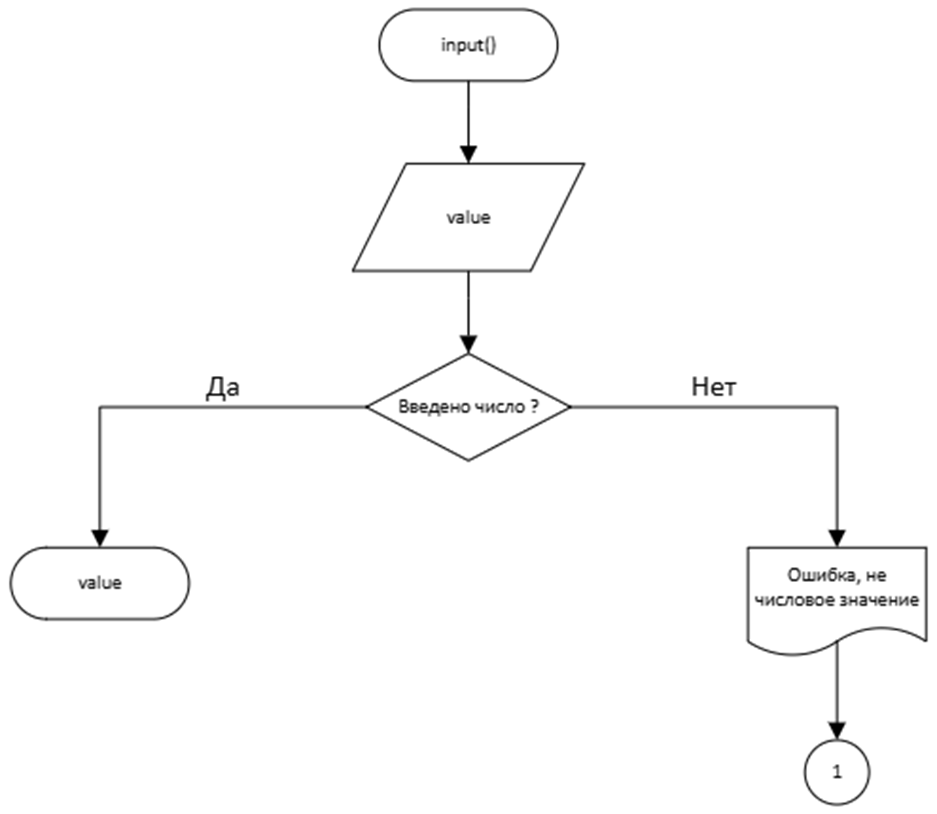 input()
value
Да
Введено число ?
Нет
value
Ошибка, не
числовое значение
1